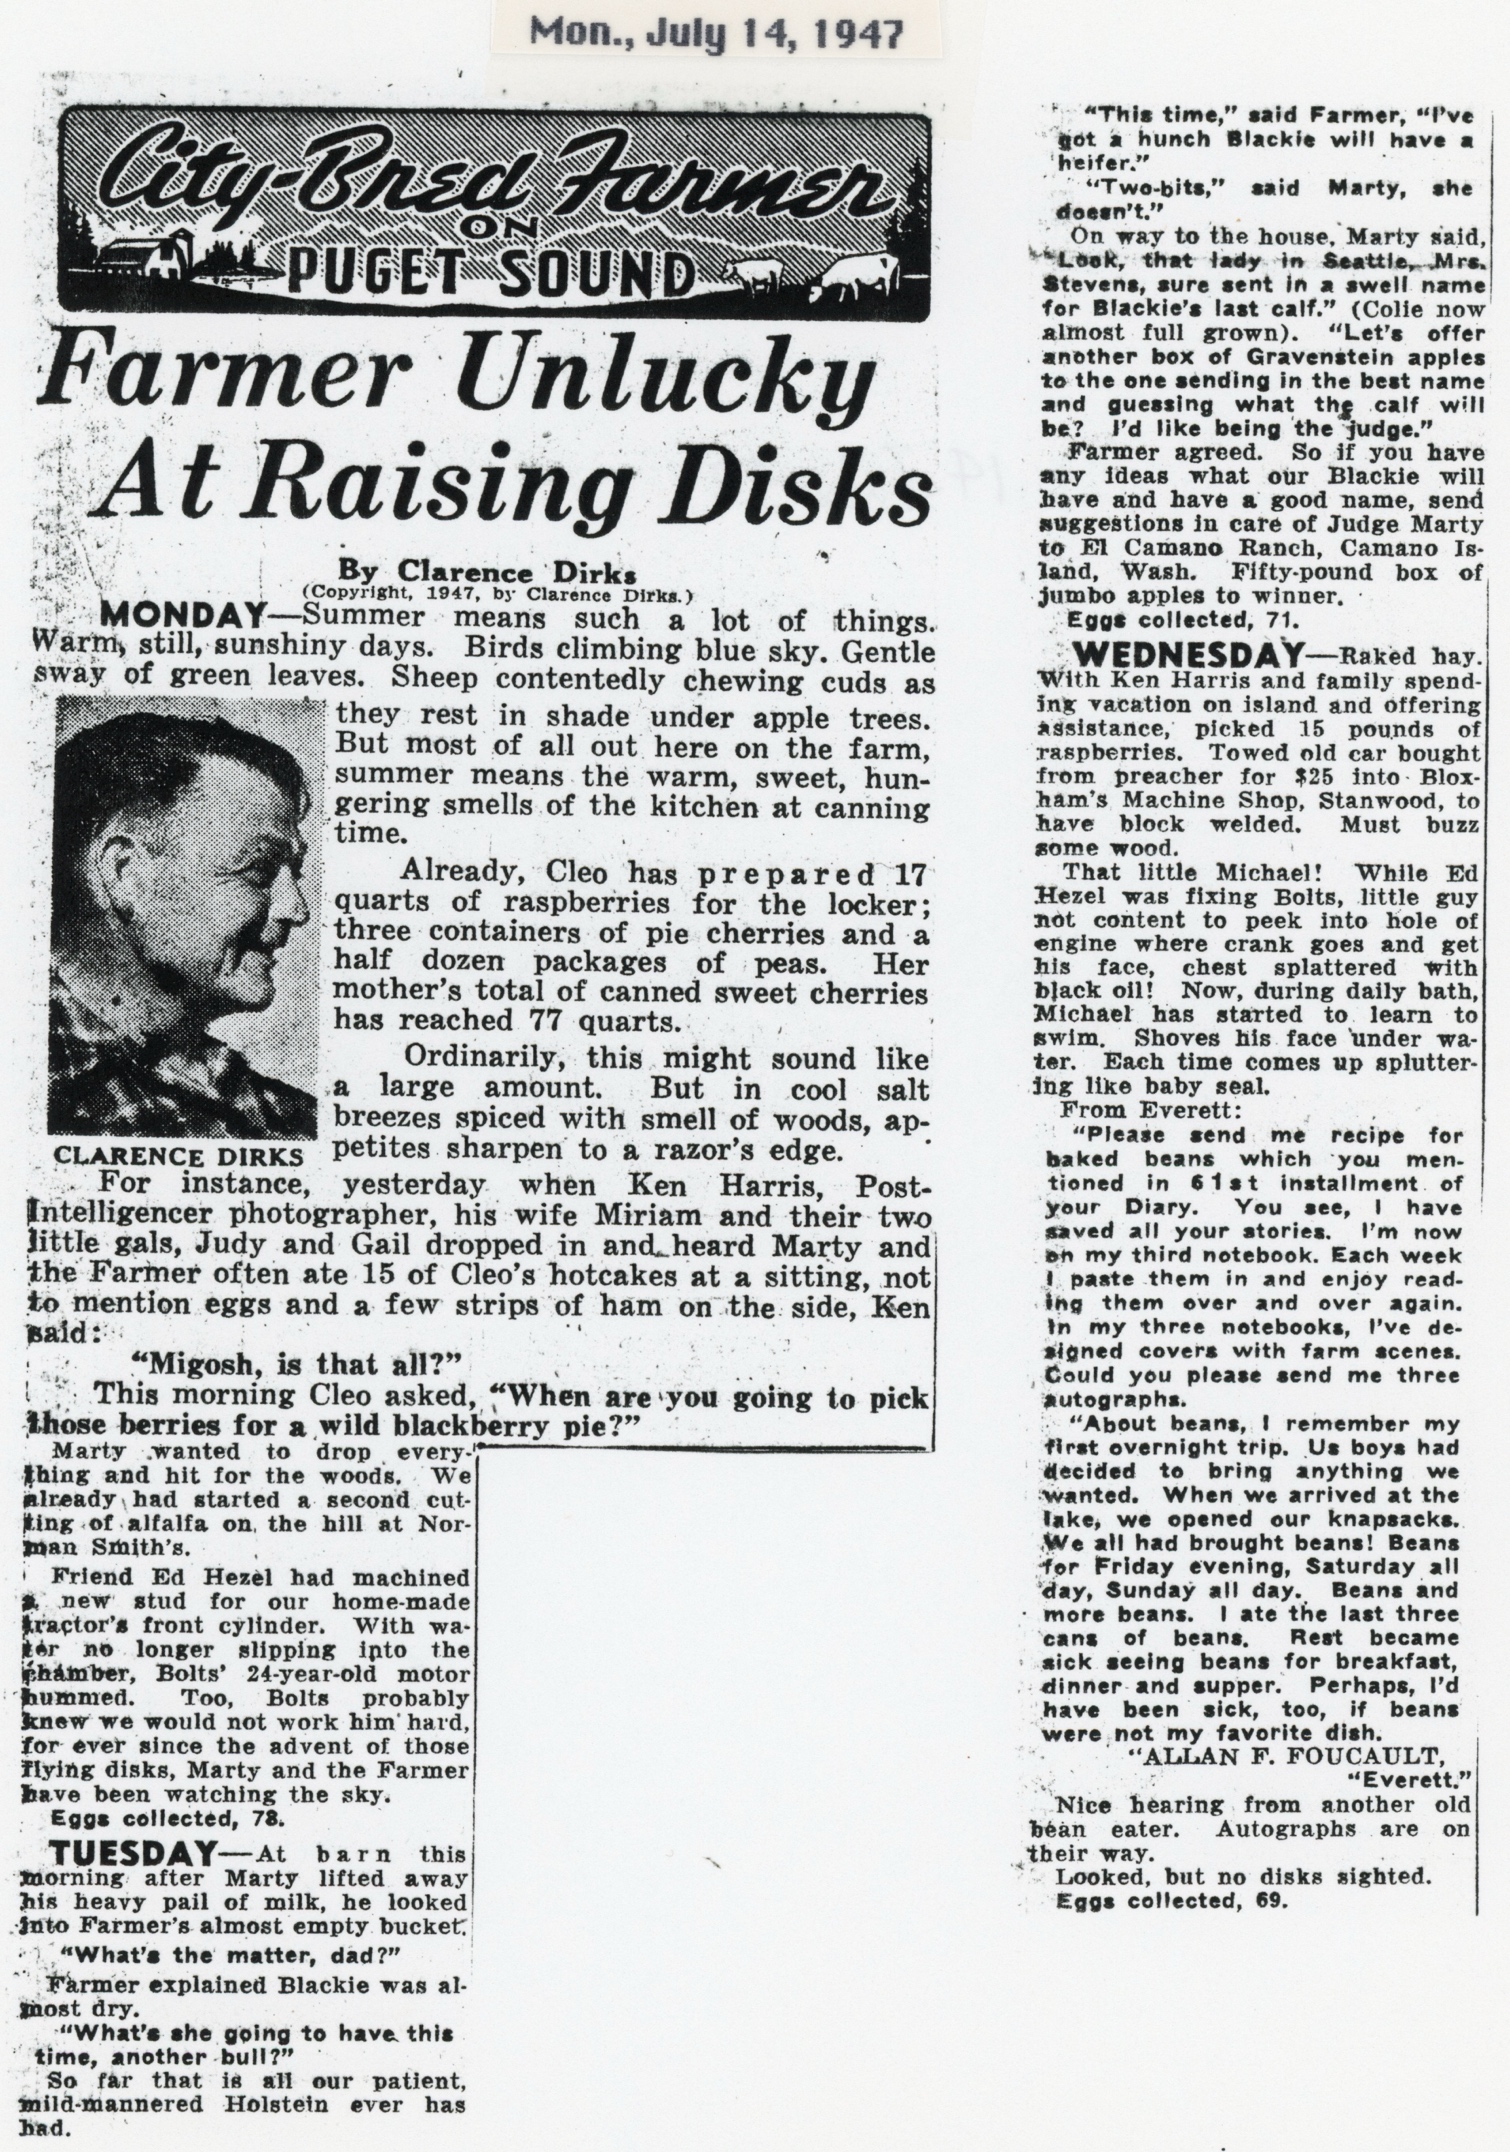 Mon., July 14, 1947
City-Bred Farmer
ON
PUGET SOUND
Farmer Unlucky
At Raising Disks
By Clarence Dirks
(Copyright, 1947, by Clarence Dirks.)
MONDAY—Summer means such a lot of things.
Warm, still, sunshiny days. Birds climbing blue sky. Gentle
sway of green leaves. Sheep contentedly chewing cuds as
they rest in shade under apple trees.
But most of all out here on the farm,
summer means the warm, sweet, hun-
gering smells of the kitchen at canning
time.
Already, Cleo has prepared 17
quarts of raspberries for the locker;
three containers of pie cherries and a
half dozen packages of peas. Her
mother's total of canned sweet cherries
has reached 77 quarts.
Ordinarily, this might sound like
a large amount. But in cool salt
breezes spiced with smell of woods, ap-
petites sharpen to a razor's edge.
CLARENCE DIRKS
For instance, yesterday when Ken Harris, Post-
Intelligencer photographer, his wife Miriam and their two
little gals, Judy and Gail dropped in and heard Marty and
the Farmer often ate 15 of Cleo's hotcakes at a sitting, not
to mention eggs and a few strips of ham on the side, Ken
said:
"Migosh, is that all?"
This morning Cleo asked, "When are you going to pick
those berries for a wild blackberry pie?"
Marty wanted to drop every-
thing and hit for the woods. We
already had started a second cut-
ting of alfalfa on the hill at Nor-
man Smith's.
Friend Ed Hezel had machined
a new stud for our home-made
tractor's front cylinder. With wa-
ter no longer slipping into the
chamber, Bolts' 24-year-old motor
hummed. Too, Bolts probably
knew we would not work him hard,
for ever since the advent of those
flying disks, Marty and the Farmer
have been watching the sky.
Eggs collected, 78.
TUESDAY—At barn this
morning after Marty lifted away
his heavy pail of milk, he looked
into Farmer's almost empty bucket.
"What's the matter, dad?"
Farmer explained Blackie was al-
most dry.
"What's she going to have this
time, another bull?"
So far that is all our patient,
mild-mannered Holstein ever has
had.
"This time," said Farmer, "I've
got a hunch Blackie will have a
heifer."
"Two-bits," said Marty, she
doesn't."
On way to the house, Marty said,
"Look, that lady in Seattle, Mrs.
Stevens, sure sent in a swell name
for Blackie's last calf." (Colie now
almost full grown). "Let's offer
another box of Gravenstein apples
to the one sending in the best name
and guessing what the calf will
be? I'd like being the judge."
Farmer agreed. So if you have
any ideas what our Blackie will
have and have a good name, send
suggestions in care of Judge Marty
to El Camano Ranch, Camano Is-
land, Wash. Fifty-pound box of
jumbo apples to winner.
Eggs collected, 71.
WEDNESDAY—Raked hay.
With Ken Harris and family spend-
ing vacation on island and offering
assistance, picked 15 pounds of
raspberries. Towed old car bought
from preacher for $25 into Blox-
ham's Machine Shop, Stanwood, to
have block welded. Must buzz
some wood.
That little Michael! While Ed
Hezel was fixing Bolts, little guy
not content to peek into hole of
engine where crank goes and get
his face, chest splattered with
black oil! Now, during daily bath,
Michael has started to learn to
swim. Shoves his face under wa-
ter. Each time comes up splutter-
ing like baby seal.
From Everett:
"Please send me recipe for
baked beans which you men-
tioned in 61st installment of
your Diary. You see, I have
saved all your stories. I'm now
on my third notebook. Each week
I paste them in and enjoy read-
ing them over and over again.
In my three notebooks, I've de-
signed covers with farm scenes.
Could you please send me three
autographs.
"About beans, I remember my
first overnight trip. Us boys had
decided to bring anything we
wanted. When we arrived at the
lake, we opened our knapsacks.
We all had brought beans! Beans
for Friday evening, Saturday all
day, Sunday all day. Beans and
more beans. I ate the last three
cans of beans. Rest became
sick seeing beans for breakfast,
dinner and supper. Perhaps, I'd
have been sick, too, if beans
were not my favorite dish.
"ALLAN F. FOUCAULT,
"Everett."
Nice hearing from another old
bean eater. Autographs are on
their way.
Looked, but no disks sighted.
Eggs collected, 69.